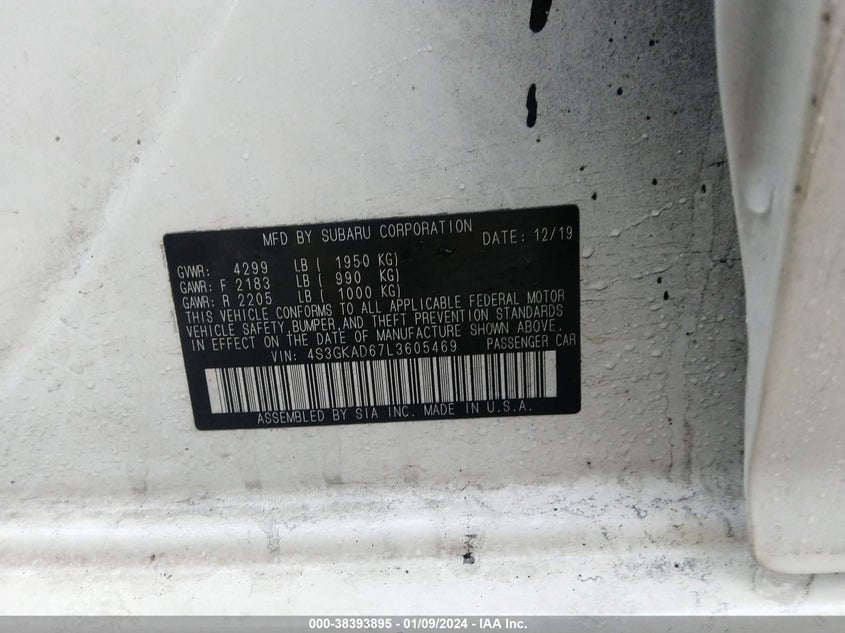 MFD BY SUBARU CORPORATION DATE: 12/19
GVWR: 4299 LB ( 1950 KG)
GAWR: F 2183 LB ( 990 KG)
GAWR: R 2205 LB ( 1000 KG)
THIS VEHICLE CONFORMS TO ALL APPLICABLE FEDERAL MOTOR
VEHICLE SAFETY,BUMPER,AND THEFT PREVENTION STANDARDS
IN EFFECT ON THE DATE OF MANUFACTURE SHOWN ABOVE.
VIN: 4S3GKAD67L3605469 PASSENGER CAR
ASSEMBLED BY SIA INC. MADE IN U.S.A.
000-38393895 - 01/09/2024 - IAA Inc.